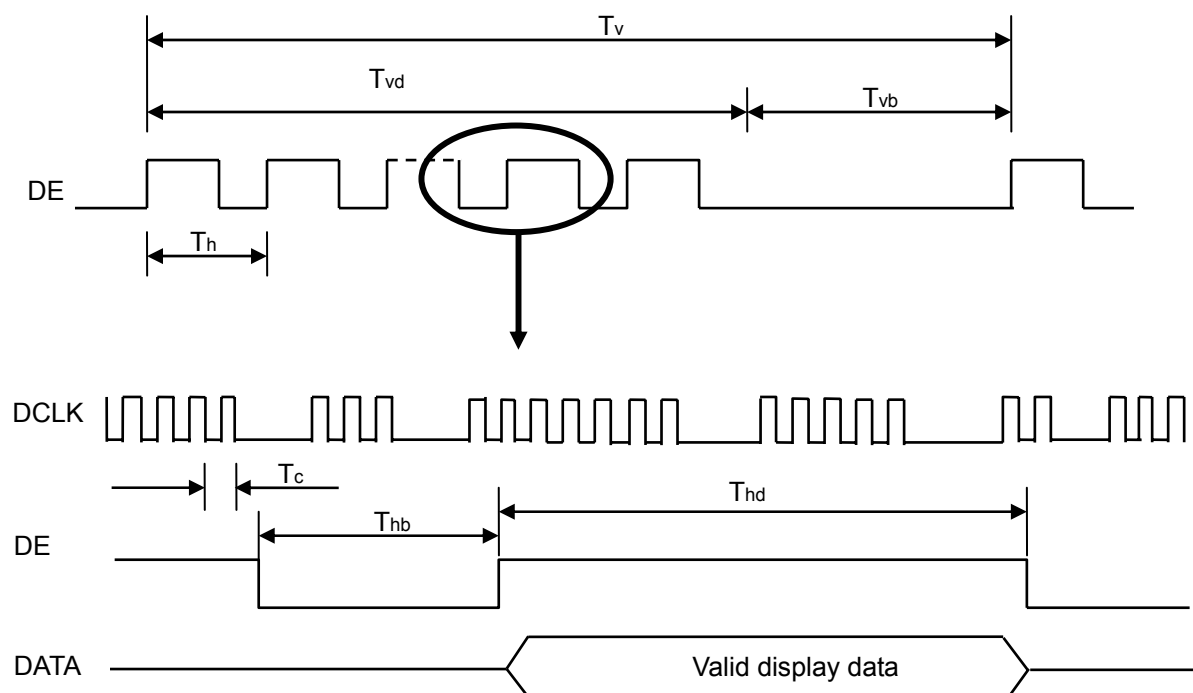 Tv
Tvd
Tvb
DE
Th
DCLK
Tc
Thd
Thb
DE
DATA
Valid display data